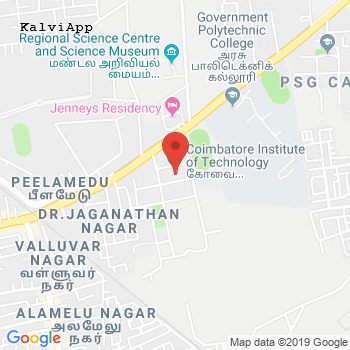 KalviApp
Regional Science Centre
and Science Museum
மண்டல அறிவியல்
மையம்...
Government
Polytechnic
College
அரசு
பாலிடெக்னிக்
கல்லூரி
PSG CA
Jenneys Residency
Coimbatore Institute
of Technology
கோவை...
PEELAMEDU
பீளமேடு
DR.JAGANATHAN
NAGAR
VALLUVAR
NAGAR
வள்ளுவர்
நகர்
ALAMELU NAGAR
அலமேலு
நகர்
Google
Map data ©2019 Google